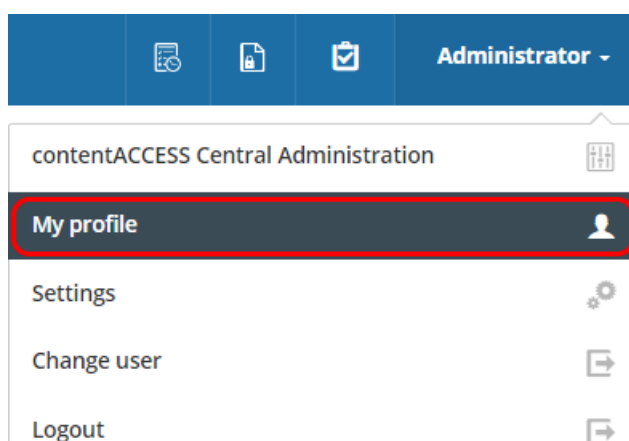 Administrator
contentACCESS Central Administration
My profile
Settings
Change user
Logout